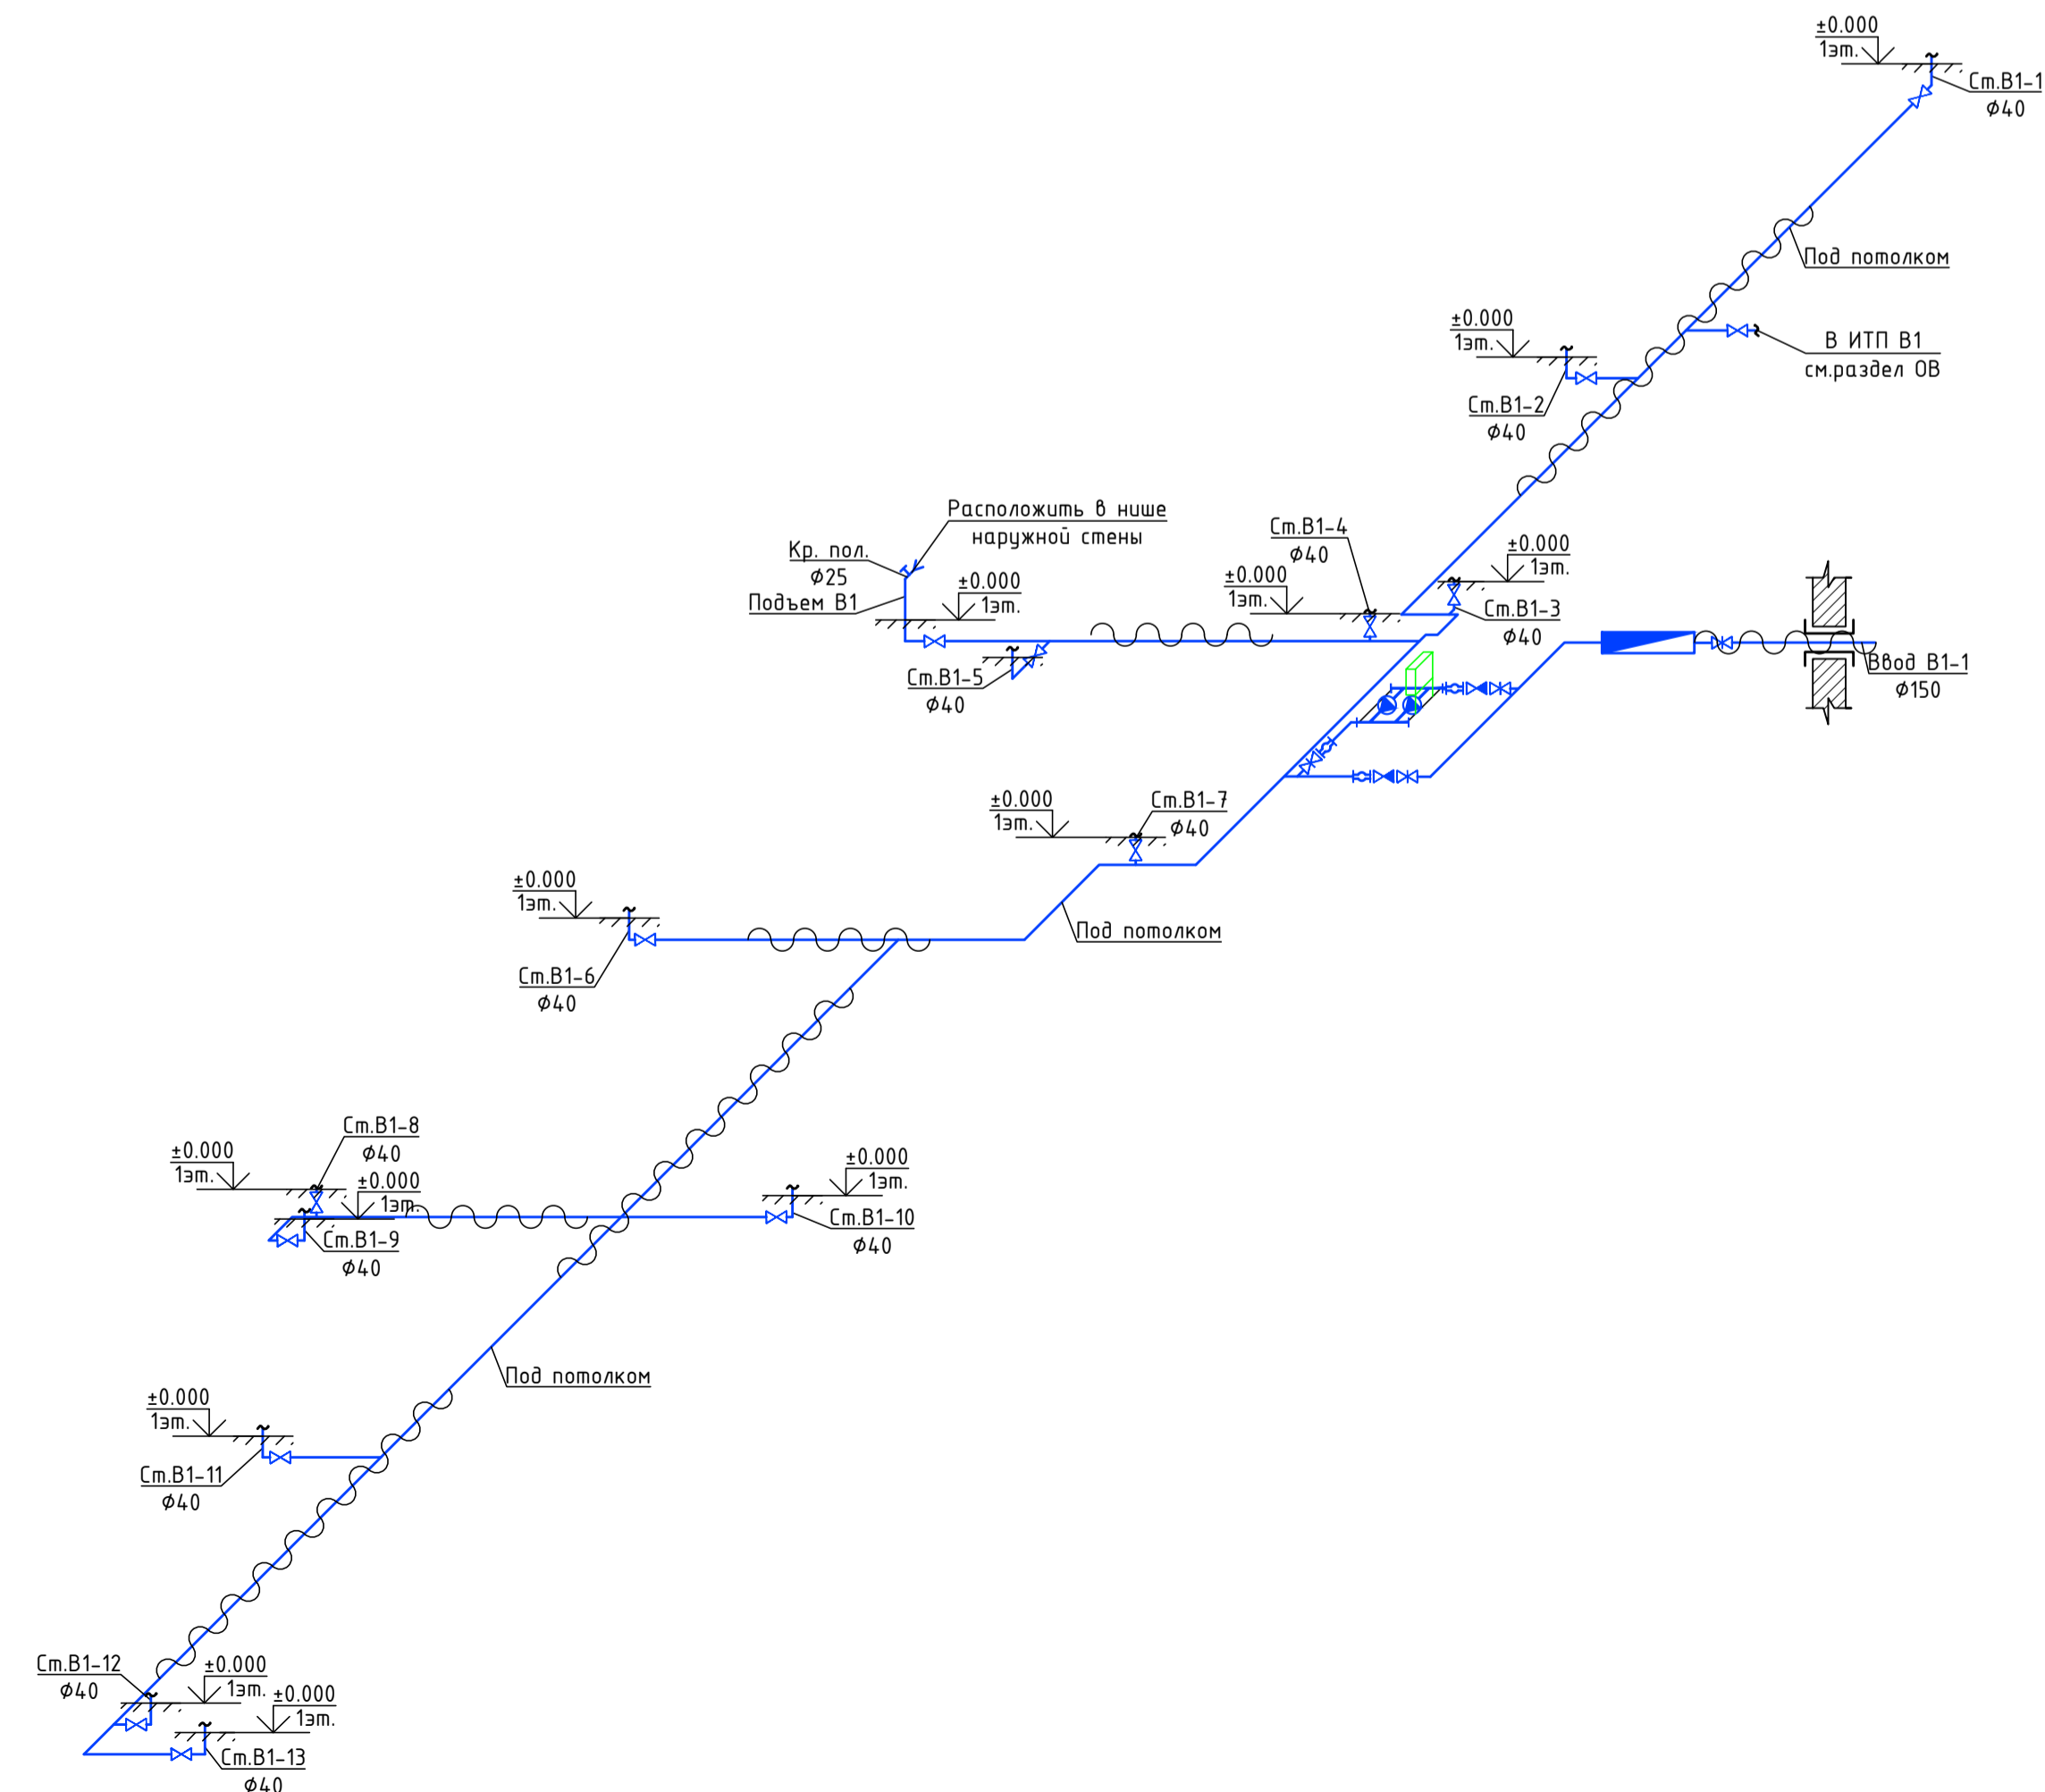 ±0.000
1эт.
Ст.В1-1
ϕ40
Под потолком
±0.000
1эт.
В ИТП В1
см.раздел ОВ
Ст.В1-2
ϕ40
Расположить в нише
наружной стены
Кр. пол.
ϕ25
Подъем В1
±0.000
1эт.
Ст.В1-4
ϕ40
±0.000
1эт.
±0.000
1эт.
Ст.В1-3
ϕ40
Ст.В1-5
ϕ40
Ввод В1-1
ϕ150
±0.000
1эт.
Ст.В1-7
ϕ40
±0.000
1эт.
Под потолком
Ст.В1-6
ϕ40
Ст.В1-8
ϕ40
±0.000
1эт.
±0.000
1эт.
Ст.В1-9
ϕ40
±0.000
1эт.
Ст.В1-10
ϕ40
Под потолком
±0.000
1эт.
Ст.В1-11
ϕ40
Ст.В1-12
ϕ40
±0.000
1эт.
±0.000
1эт.
Ст.В1-13
ϕ40